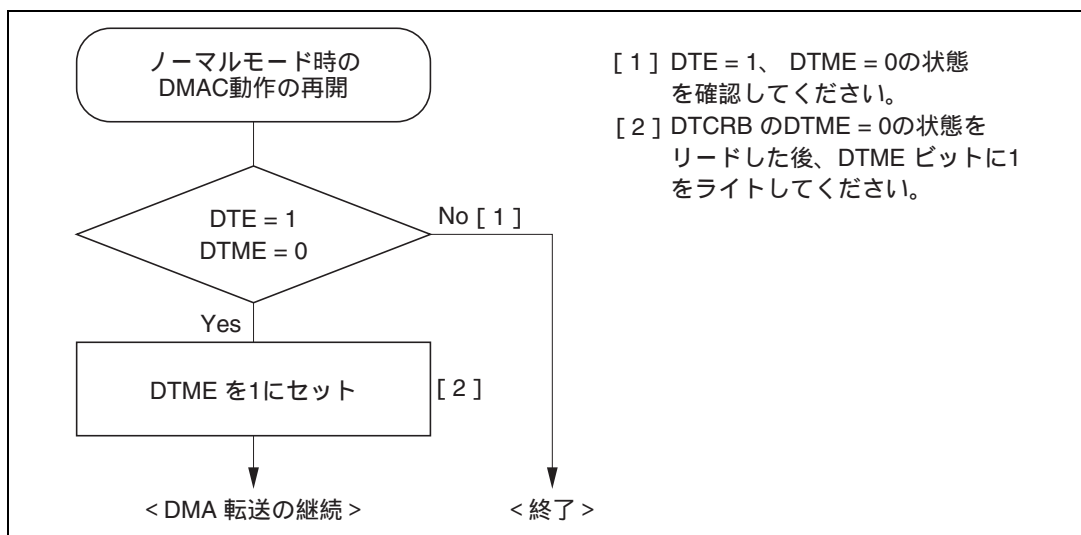 ノーマルモード時の
DMAC動作の再開
[ 1 ] DTE = 1、 DTME = 0の状態
を確認してください。
[ 2 ] DTCRB のDTME = 0の状態を
リードした後、DTME ビットに1
をライトしてください。
DTE = 1
DTME = 0
No [ 1 ]
Yes
DTME を1にセット
[ 2 ]
< DMA 転送の継続 >
< 終了 >